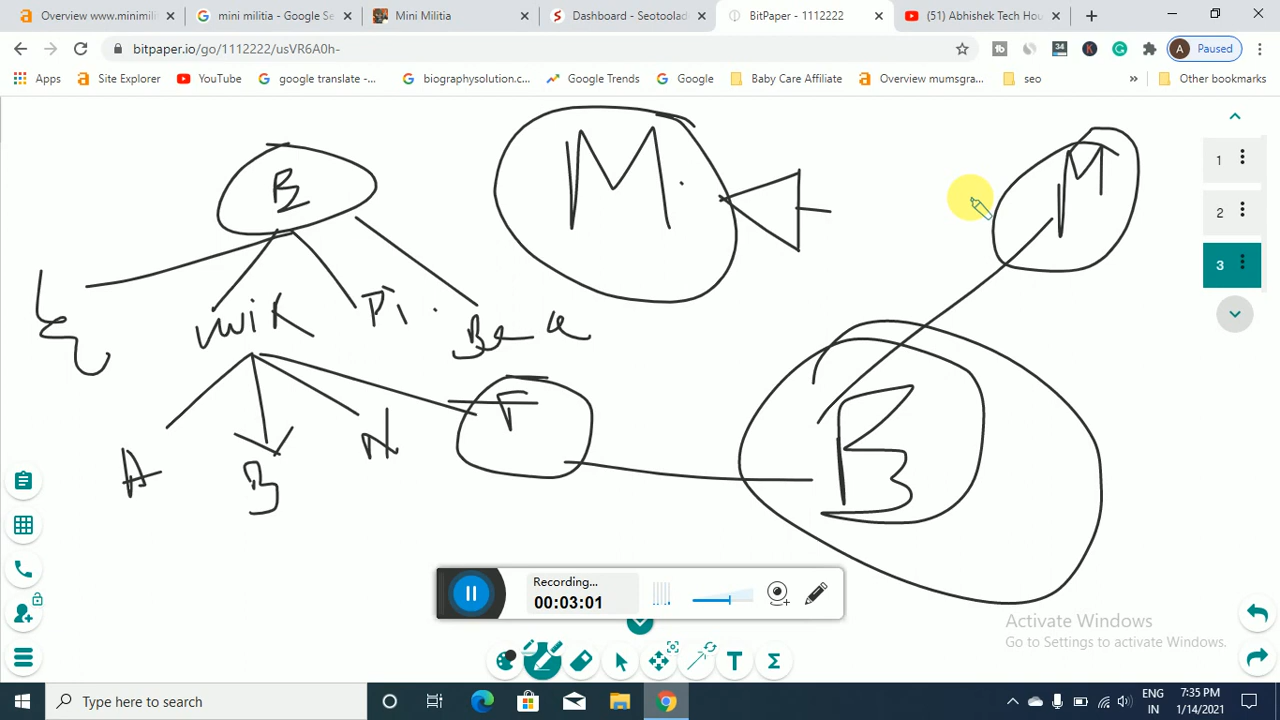 Overview www.minimili
mini militia - Google Se
Mini Militia
Dashboard - Seotoolad
BitPaper - 1112222
(51) Abhishek Tech Hou
bitpaper.io/go/1112222/usVR6A0h-
34
K
A Paused
Apps
Site Explorer
YouTube
google translate -...
biographysolution.c...
Google Trends
Google
Baby Care Affiliate
Overview mumsgra...
seo
»
Other bookmarks
B
M
M
1
2
3
wiK
Pi
T
A
B
N
B
Recording...
00:03:01
Activate Windows
Go to Settings to activate Windows.
T
Σ
Type here to search
ENG
IN
7:35 PM
1/14/2021